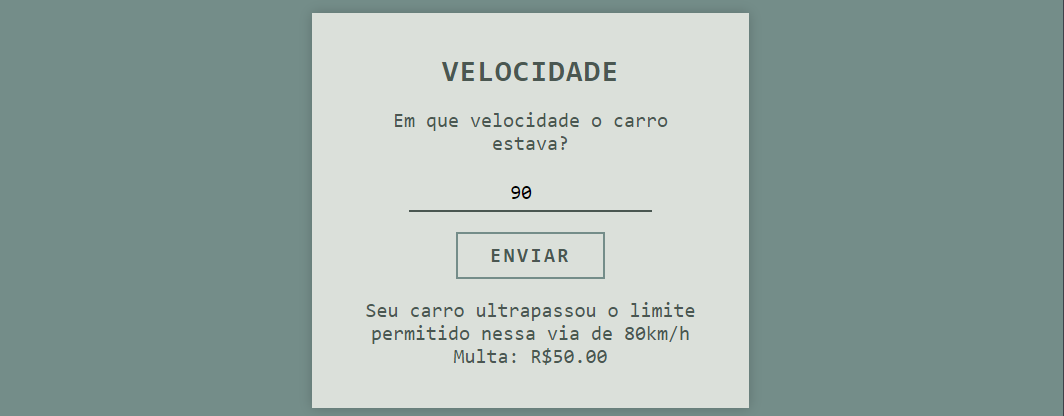 VELOCIDADE
Em que velocidade o carro
estava?
90
ENVIAR
Seu carro ultrapassou o limite
permitido nessa via de 80km/h
Multa: R$50.00